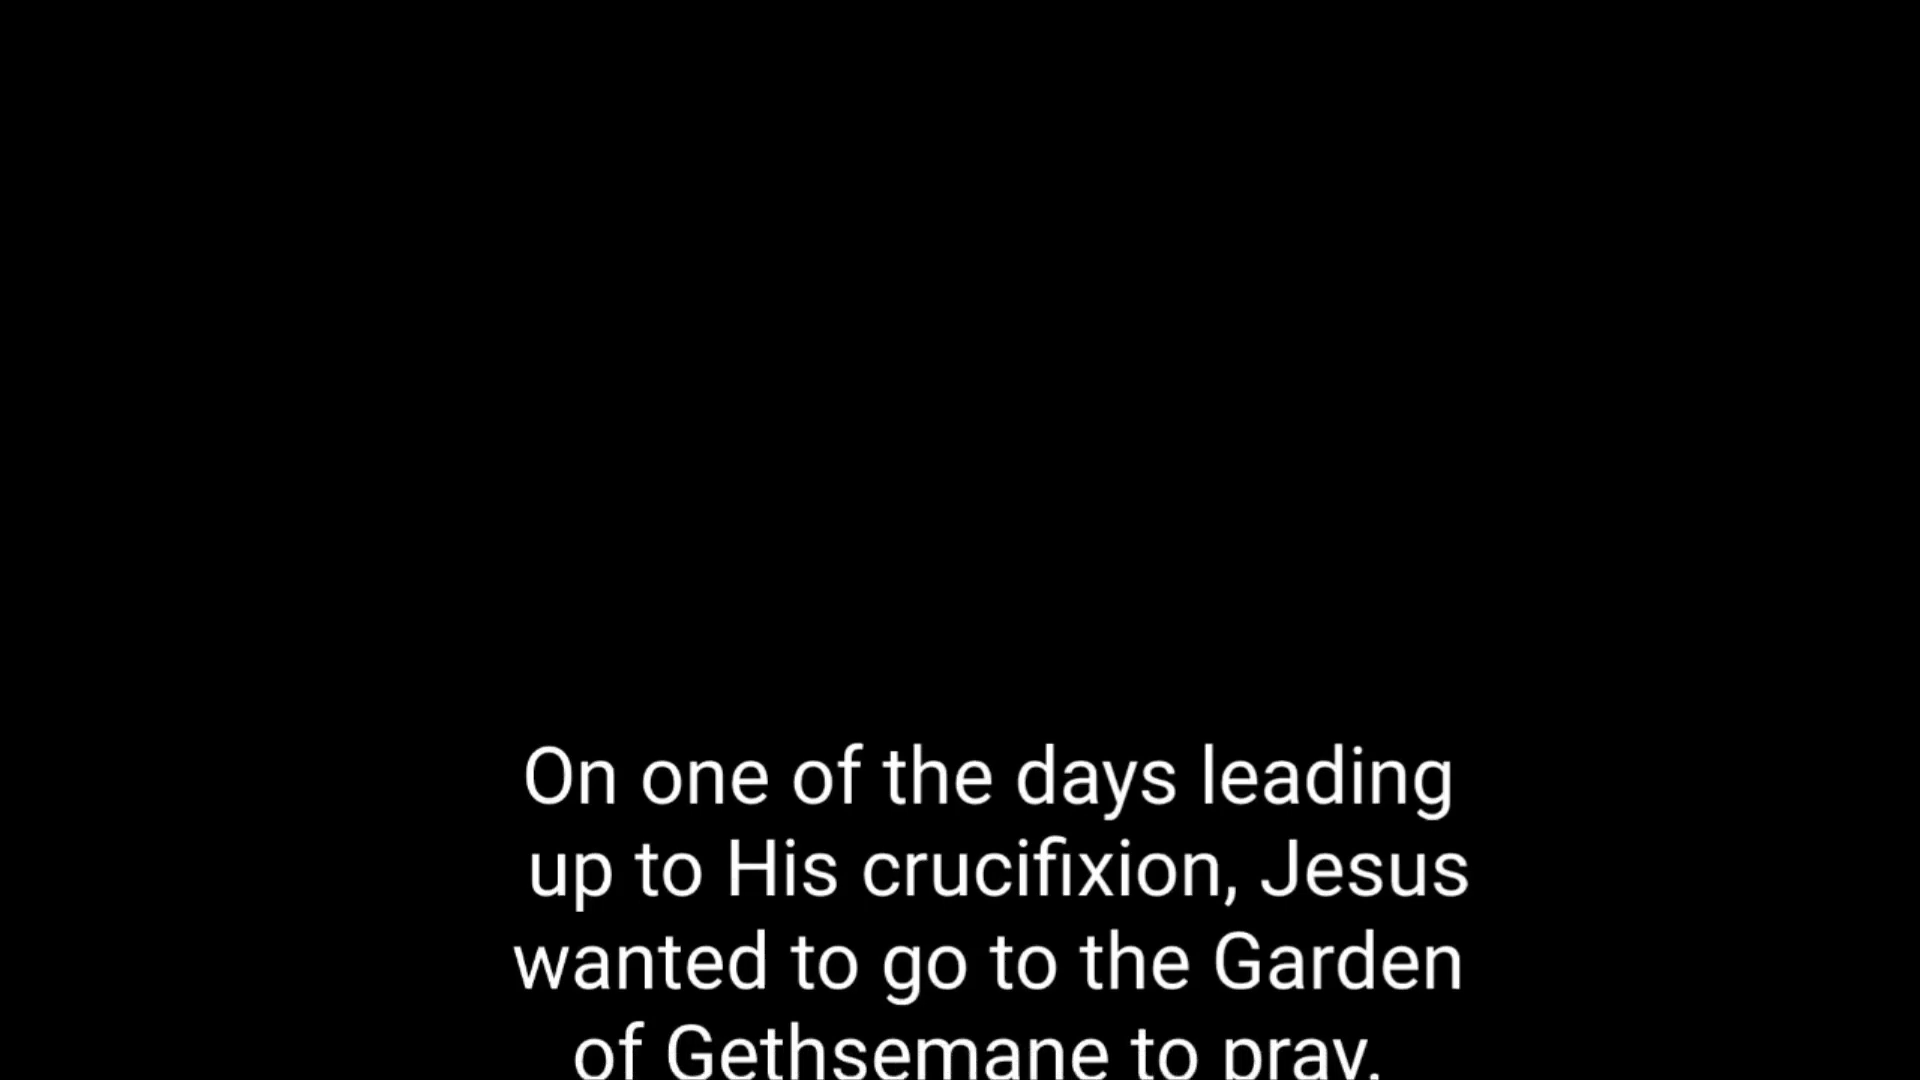 On one of the days leading
up to His crucifixion, Jesus
wanted to go to the Garden
of Gethsemane to pray.